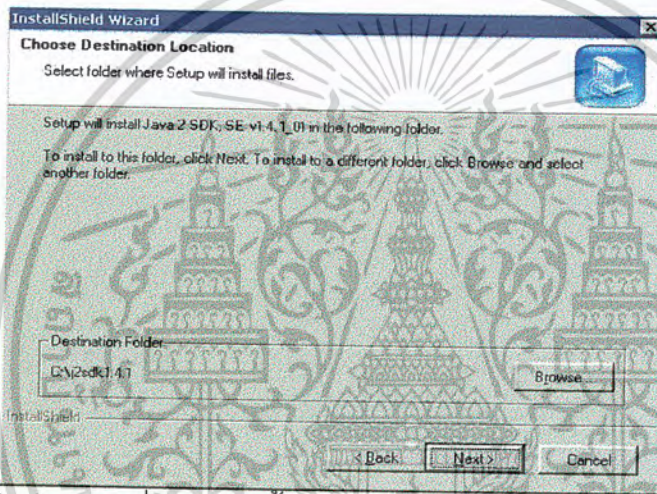 InstallShield Wizard
Choose Destination Location
Select folder where Setup will install files.
Setup will install Java 2 SDK, SE v1.4.1_01 in the following folder.
To install to this folder, click Next. To install to a different folder, click Browse and select
another folder.
Destination Folder
C:\j2sdk1.4.1
Browse...
InstallShield
< Back
Next >
Cancel